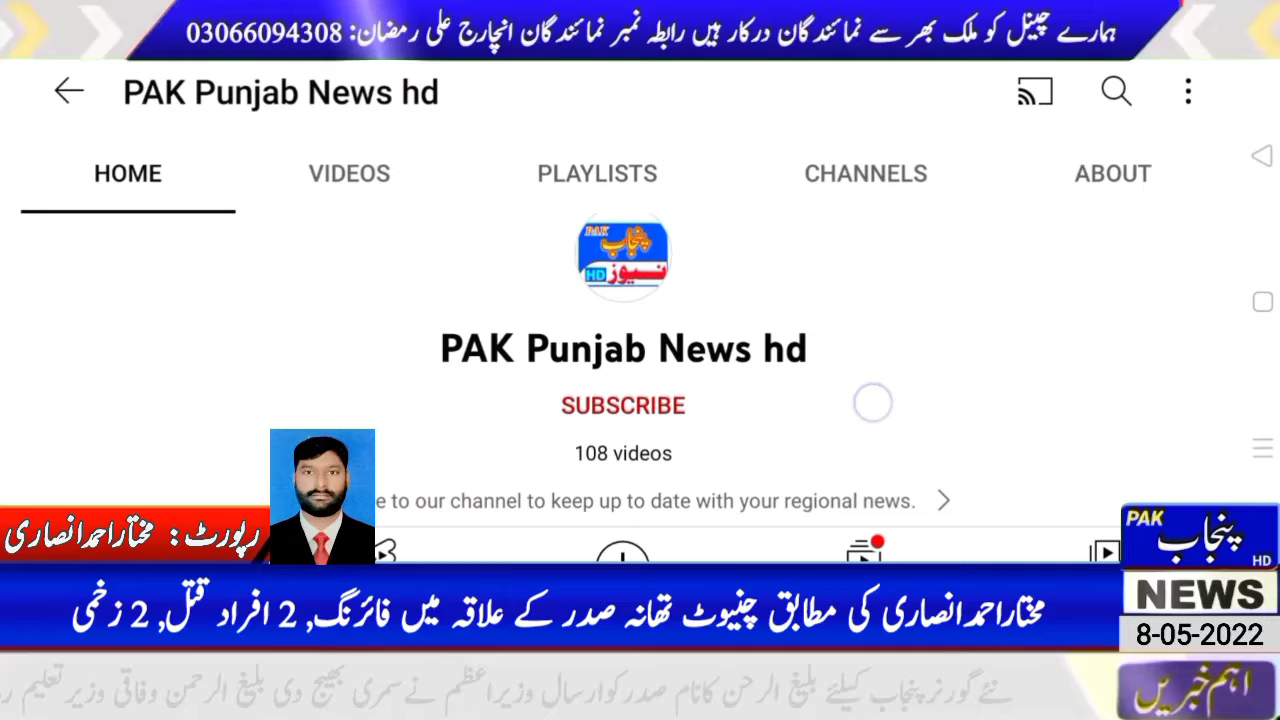 ہمارے چینل کو ملک بھر سے نمائندگان درکار ہیں رابطہ نمبر نمائندگان انچارج علی رمضان: 03066094308
PAK Punjab News hd
HOME VIDEOS PLAYLISTS CHANNELS ABOUT
PAK
پنجاب
HD نیوز
PAK Punjab News hd
SUBSCRIBE
108 videos
e to our channel to keep up to date with your regional news.
رپورٹ: مختاراحمدانصاری
PAK
پنجاب
HD
NEWS
8-05-2022
مختاراحمدانصاری کی مطابق چنیوٹ تھانہ صدر کے علاقہ میں فائرنگ, 2 افراد قتل, 2 زخمی
اہم خبریں
نئے گورنر پنجاب کیلئے بلیغ الرحمن کانام صدر کوارسال وزیراعظم نے سمری بھیج دی بلیغ الرحمن وفاقی وزیر تعلیم ر